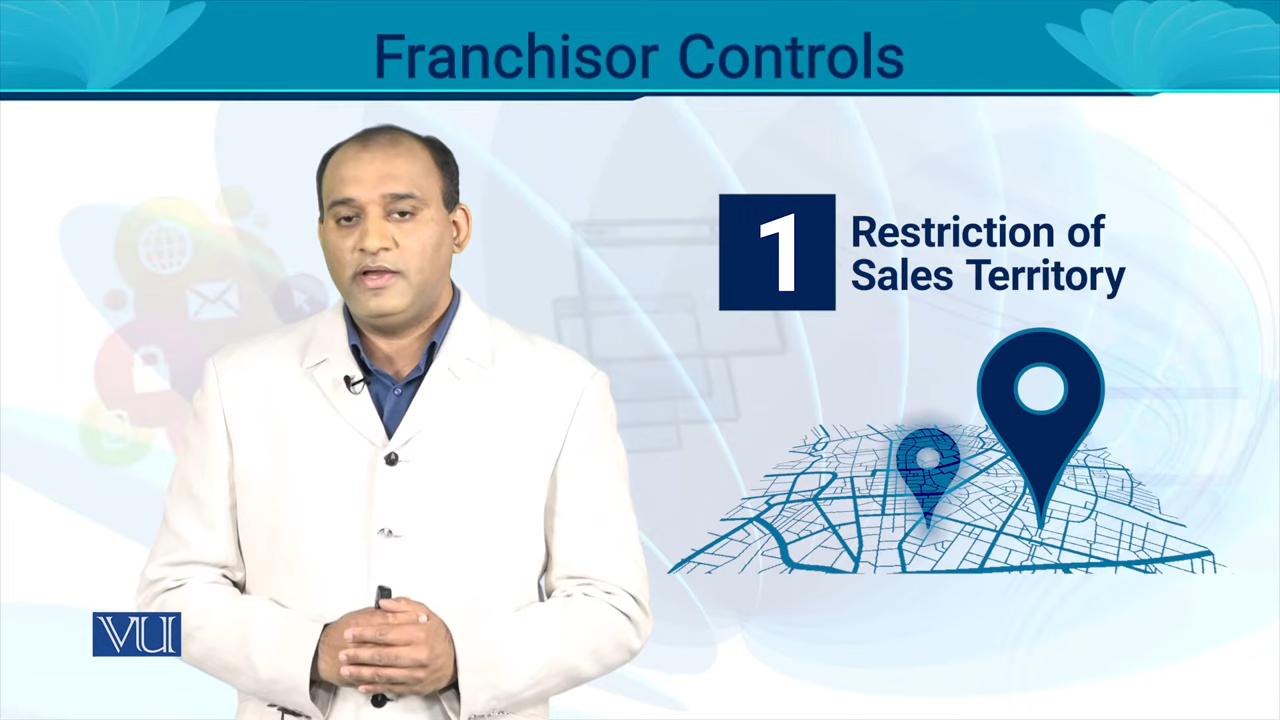 Franchisor Controls
1
Restriction of
Sales Territory
VU